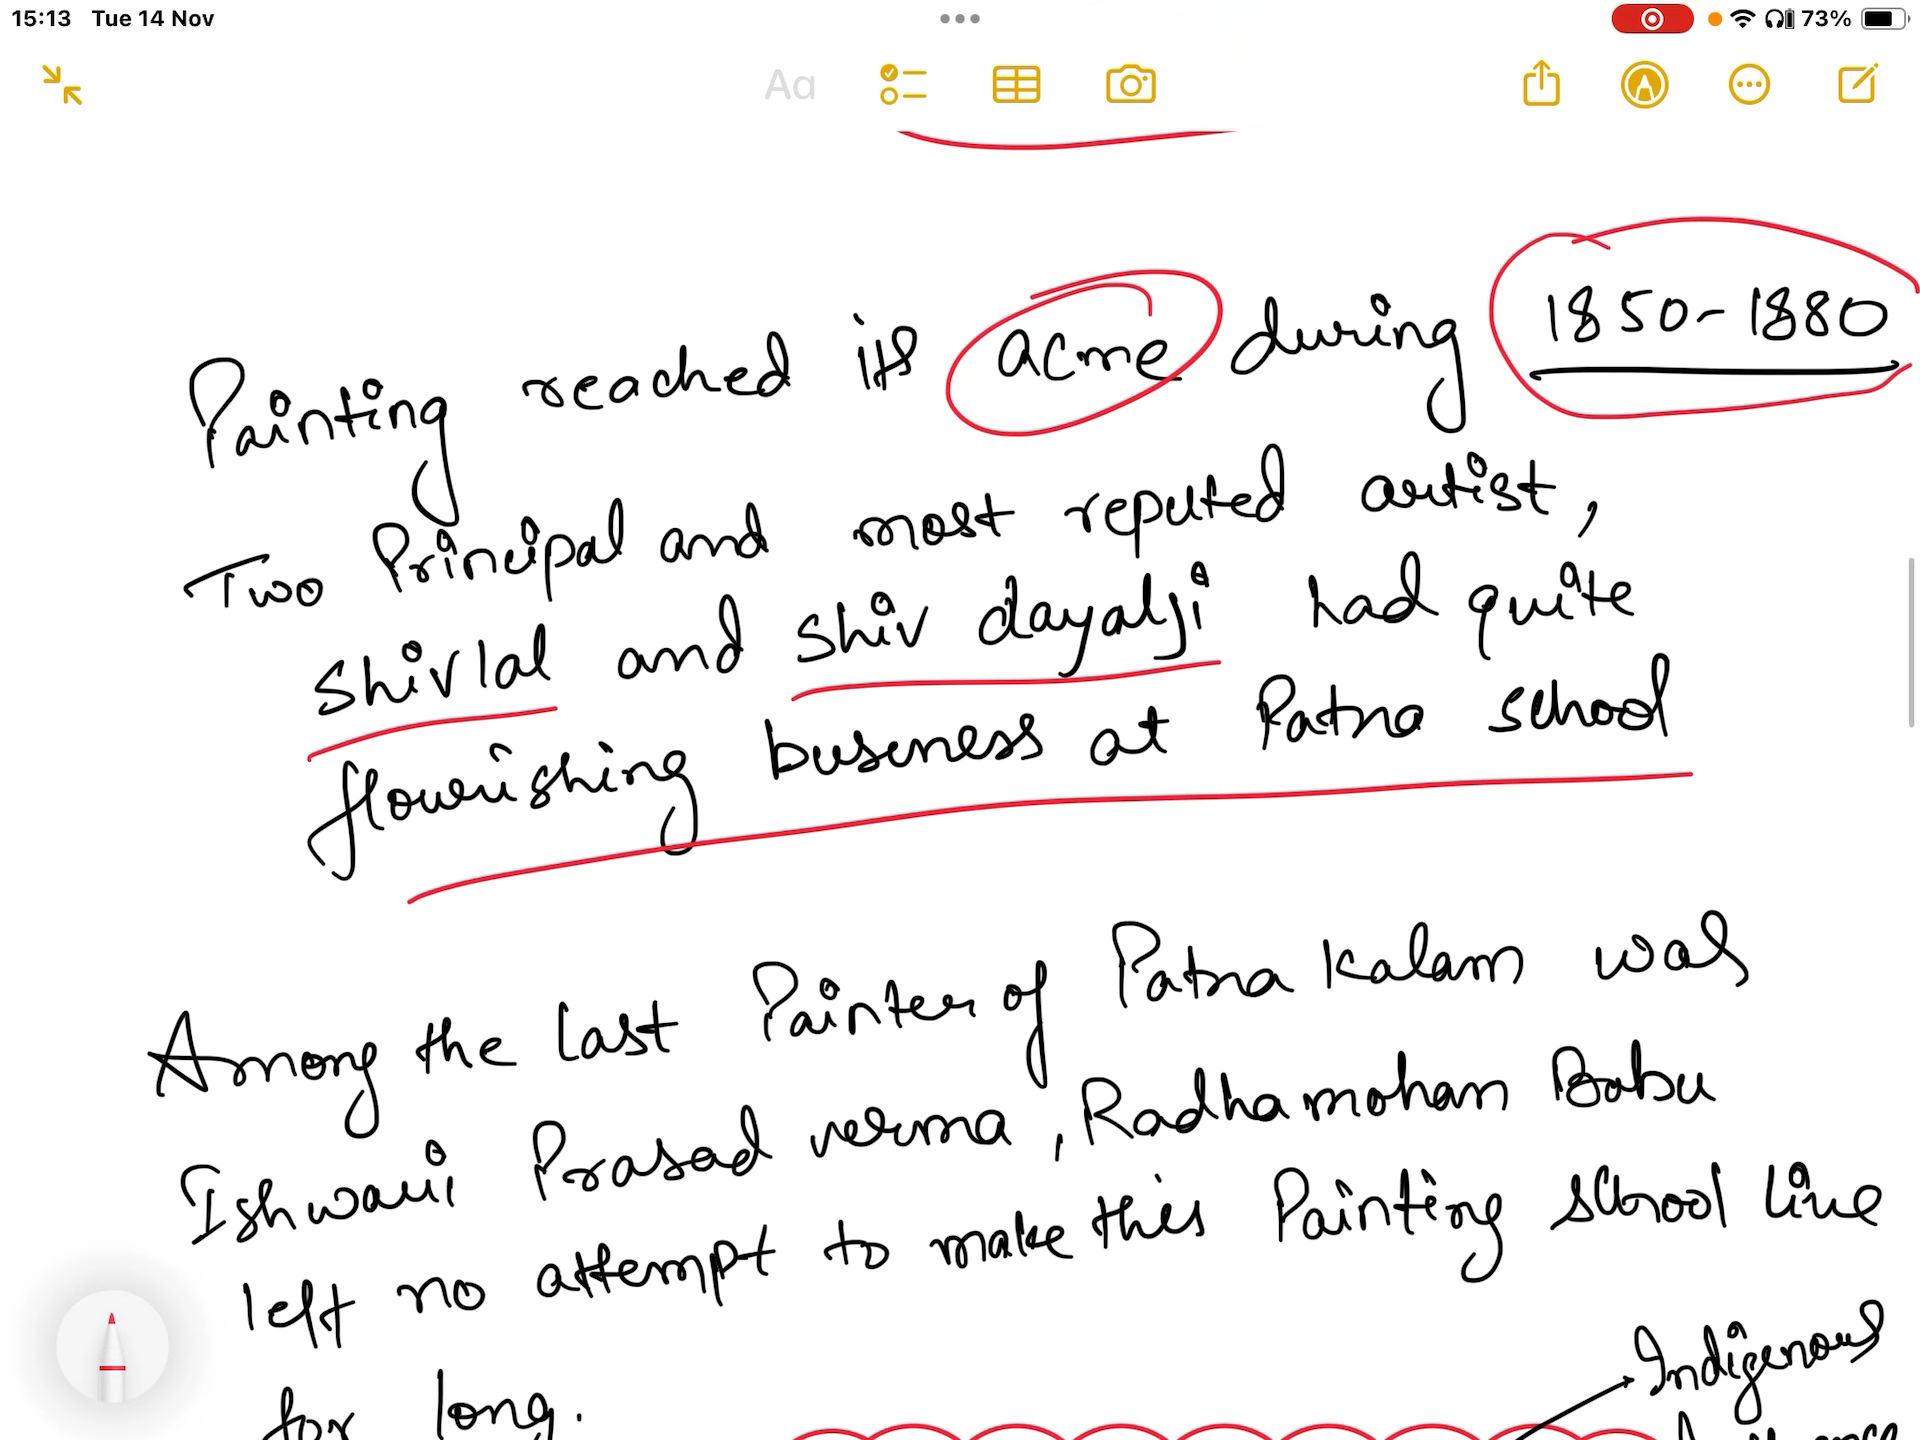 15:13 Tue 14 Nov
73%
Aa
Painting reached its acme during 1850-1880
Two Principal and most reputed artist,
Shivlal and Shiv dayalji had quite
flourishing business at Patna school
Among the last Painter of Patna Kalam was
Ishwari Prasad verma, Radhamohan Babu
left no attempt to make this Painting school live
for long.
Indigenous